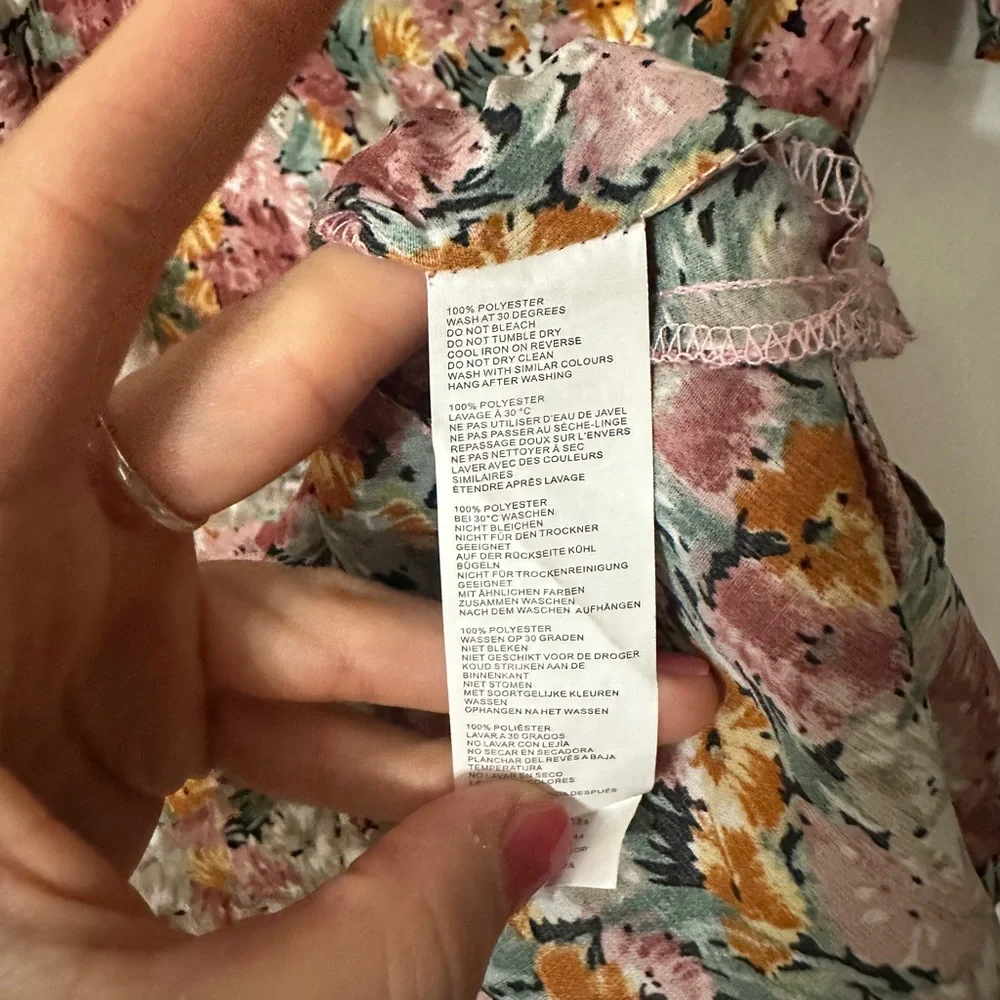 100% POLYESTER
WASH AT 30 DEGREES
DO NOT BLEACH
DO NOT TUMBLE DRY
COOL IRON ON REVERSE
DO NOT DRY CLEAN
WASH WITH SIMILAR COLOURS
HANG AFTER WASHING
100% POLYESTER
LAVAGE À 30 °C
NE PAS UTILISER D'EAU DE JAVEL
NE PAS PASSER AU SÈCHE-LINGE
REPASSAGE DOUX SUR L'ENVERS
NE PAS NETTOYER À SEC
LAVER AVEC DES COULEURS
SIMILAIRES
ÉTENDRE APRÈS LAVAGE
100% POLYESTER
BEI 30°C WASCHEN
NICHT BLEICHEN
NICHT FÜR DEN TROCKNER
GEEIGNET
AUF DER RÜCKSEITE KÜHL
BÜGELN
NICHT FÜR TROCKENREINIGUNG
GEEIGNET
MIT ÄHNLICHEN FARBEN
ZUSAMMEN WASCHEN
NACH DEM WASCHEN AUFHÄNGEN
100% POLYESTER
WASSEN OP 30 GRADEN
NIET BLEKEN
NIET GESCHIKT VOOR DE DROGER
KOUD STRIJKEN AAN DE
BINNENKANT
NIET STOMEN
MET SOORTGELIJKE KLEUREN
WASSEN
OPHANGEN NA HET WASSEN
100% POLIÉSTER
LAVAR A 30 GRADOS
NO LAVAR CON LEJÍA
NO SECAR EN SECADORA
PLANCHAR DEL REVÉS A BAJA
TEMPERATURA
NO LAVAR EN SECO
COLORES
DESPUÉS